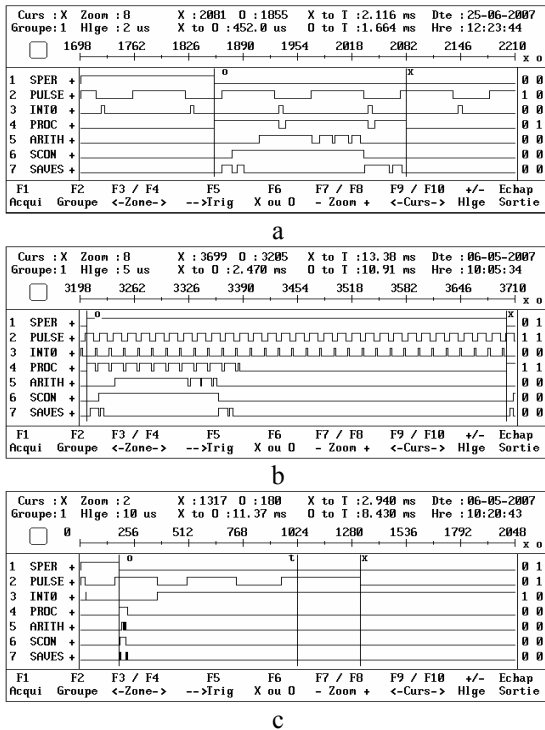 Curs :X Zoom :8 X :2081 O :1855 X to T :2.116 ms Dte :25-06-2007
Groupe:1 Hlge :2 us X to O :452.0 us O to T :1.664 ms Hre :12:23:44
1698 1762 1826 1890 1954 2018 2082 2146 2210
x o
o x
1 SPER + 0 0
2 PULSE + 1 0
3 INT0 + 0 0
4 PROC + 0 1
5 ARITH + 0 0
6 SCON + 0 0
7 SAVES + 0 0
F1 F2 F3 / F4 F5 F6 F7 / F8 F9 / F10 +/- Echap
Acqui Groupe <-Zone-> -->Trig X ou O - Zoom + <-Curs-> Hlge Sortie
a
Curs :X Zoom :8 X :3699 O :3205 X to T :13.38 ms Dte :06-05-2007
Groupe:1 Hlge :5 us X to O :2.470 ms O to T :10.91 ms Hre :10:05:34
3198 3262 3326 3390 3454 3518 3582 3646 3710
x o
o x
1 SPER + 0 1
2 PULSE + 1 1
3 INT0 + 0 0
4 PROC + 1 1
5 ARITH + 0 0
6 SCON + 0 0
7 SAVES + 0 0
F1 F2 F3 / F4 F5 F6 F7 / F8 F9 / F10 +/- Echap
Acqui Groupe <-Zone-> -->Trig X ou O - Zoom + <-Curs-> Hlge Sortie
b
Curs :X Zoom :2 X :1317 O :180 X to T :2.940 ms Dte :06-05-2007
Groupe:1 Hlge :10 us X to O :11.37 ms O to T :8.430 ms Hre :10:20:43
0 256 512 768 1024 1280 1536 1792 2048
x o
o t x
1 SPER + 0 1
2 PULSE + 0 1
3 INT0 + 1 0
4 PROC + 0 0
5 ARITH + 0 0
6 SCON + 0 0
7 SAVES + 0 0
F1 F2 F3 / F4 F5 F6 F7 / F8 F9 / F10 +/- Echap
Acqui Groupe <-Zone-> -->Trig X ou O - Zoom + <-Curs-> Hlge Sortie
c